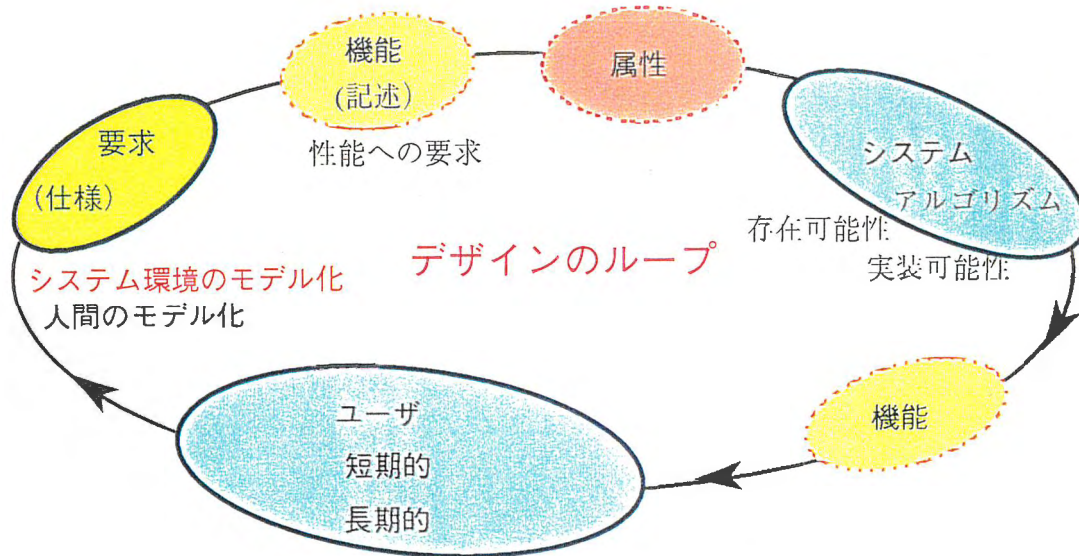 機能
(記述)
性能への要求
属性
要求
(仕様)
システム
アルゴリズム
存在可能性
実装可能性
デザインのループ
システム環境のモデル化
人間のモデル化
機能
ユーザ
短期的
長期的